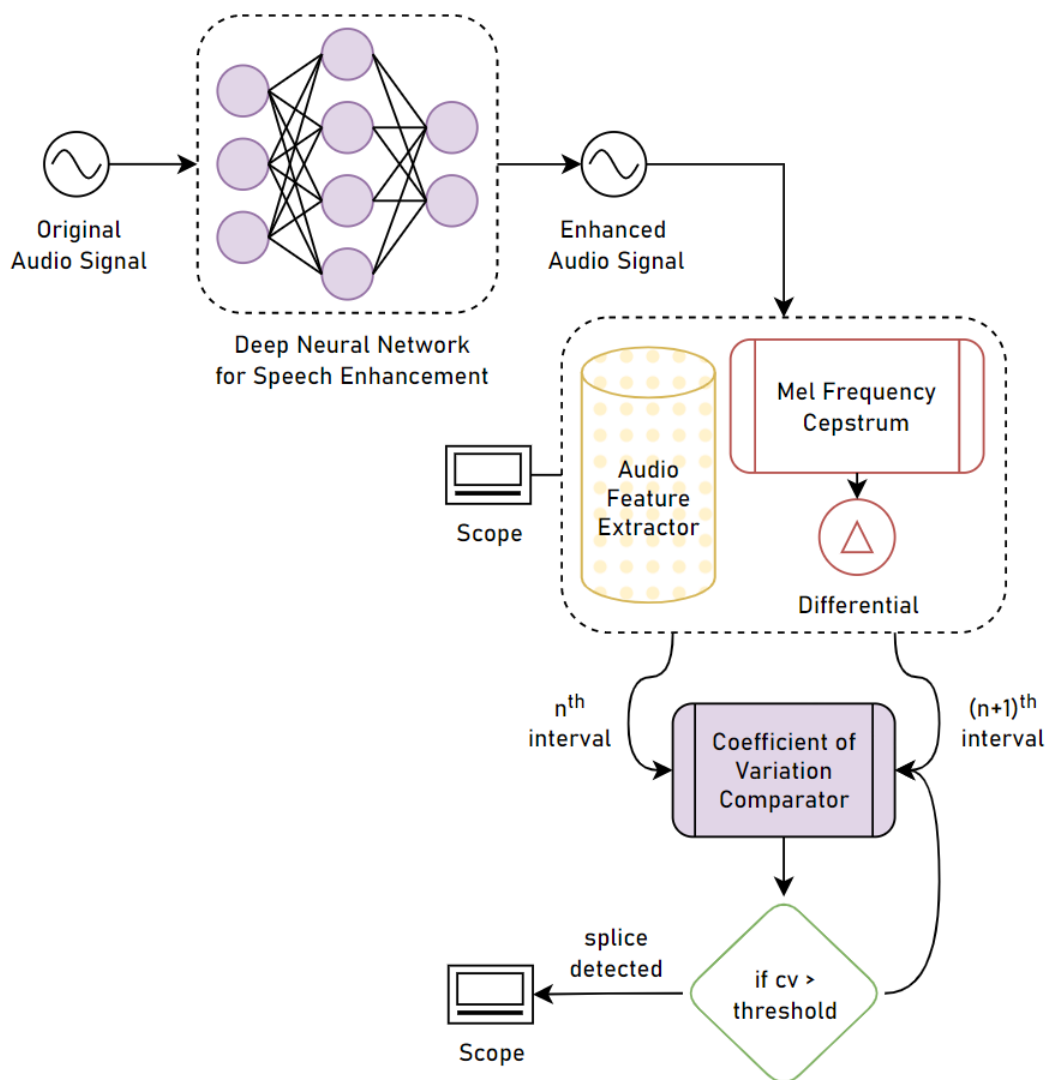 Original
Audio Signal
Deep Neural Network
for Speech Enhancement
Enhanced
Audio Signal
Scope
Audio
Feature
Extractor
Mel Frequency
Cepstrum
Differential
nᵗʰ
interval
(n+1)ᵗʰ
interval
Coefficient of
Variation
Comparator
splice
detected
if cv >
threshold
Scope